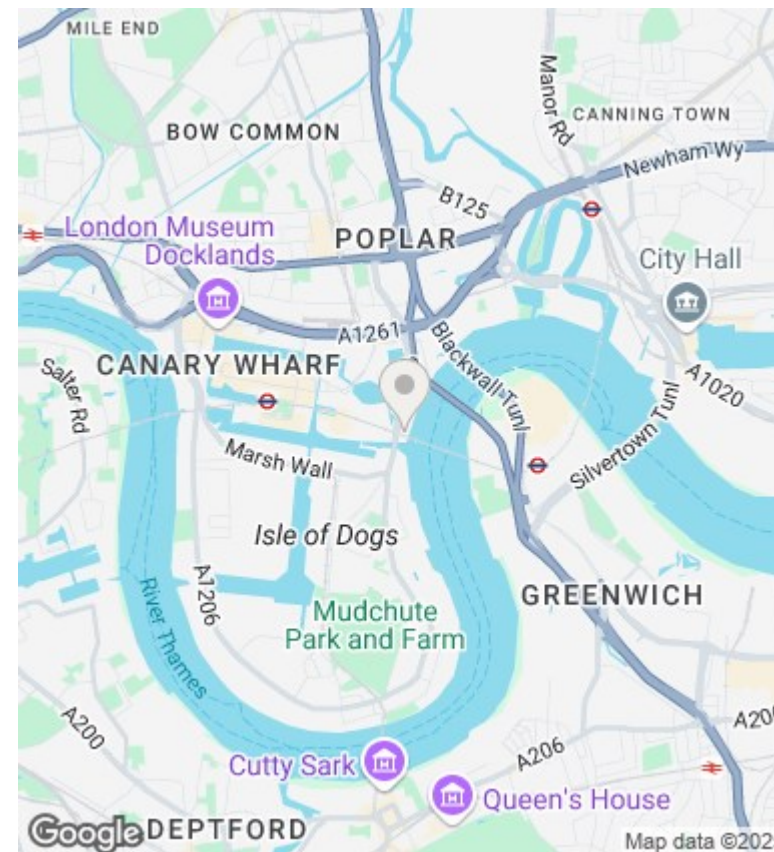 MILE END
BOW COMMON
Manor Rd
CANNING TOWN
Newham Wy
B125
London Museum
Docklands
POPLAR
City Hall
A1261
Blackwall Tunl
CANARY WHARF
A1020
Salter Rd
Marsh Wall
Silvertown Tunl
Isle of Dogs
A1206
GREENWICH
Mudchute
Park and Farm
River Thames
A200
A206
Cutty Sark
Queen's House
Google
DEPTFORD
Map data ©202